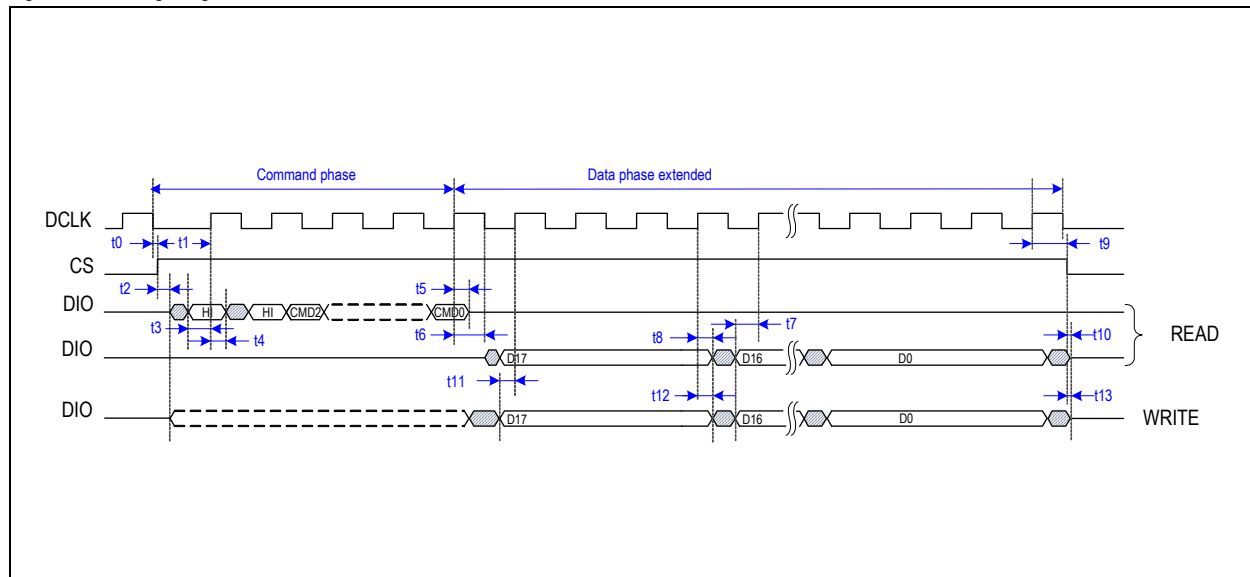 Command phase Data phase extended
DCLK
t0 t1 t9
CS
t2 t5
DIO HI HI CMD2 CMD0
t3 t4 t6 t8 t7 t10 READ
DIO D17 D16 D0
t11 t12 t13
DIO D17 D16 D0 WRITE